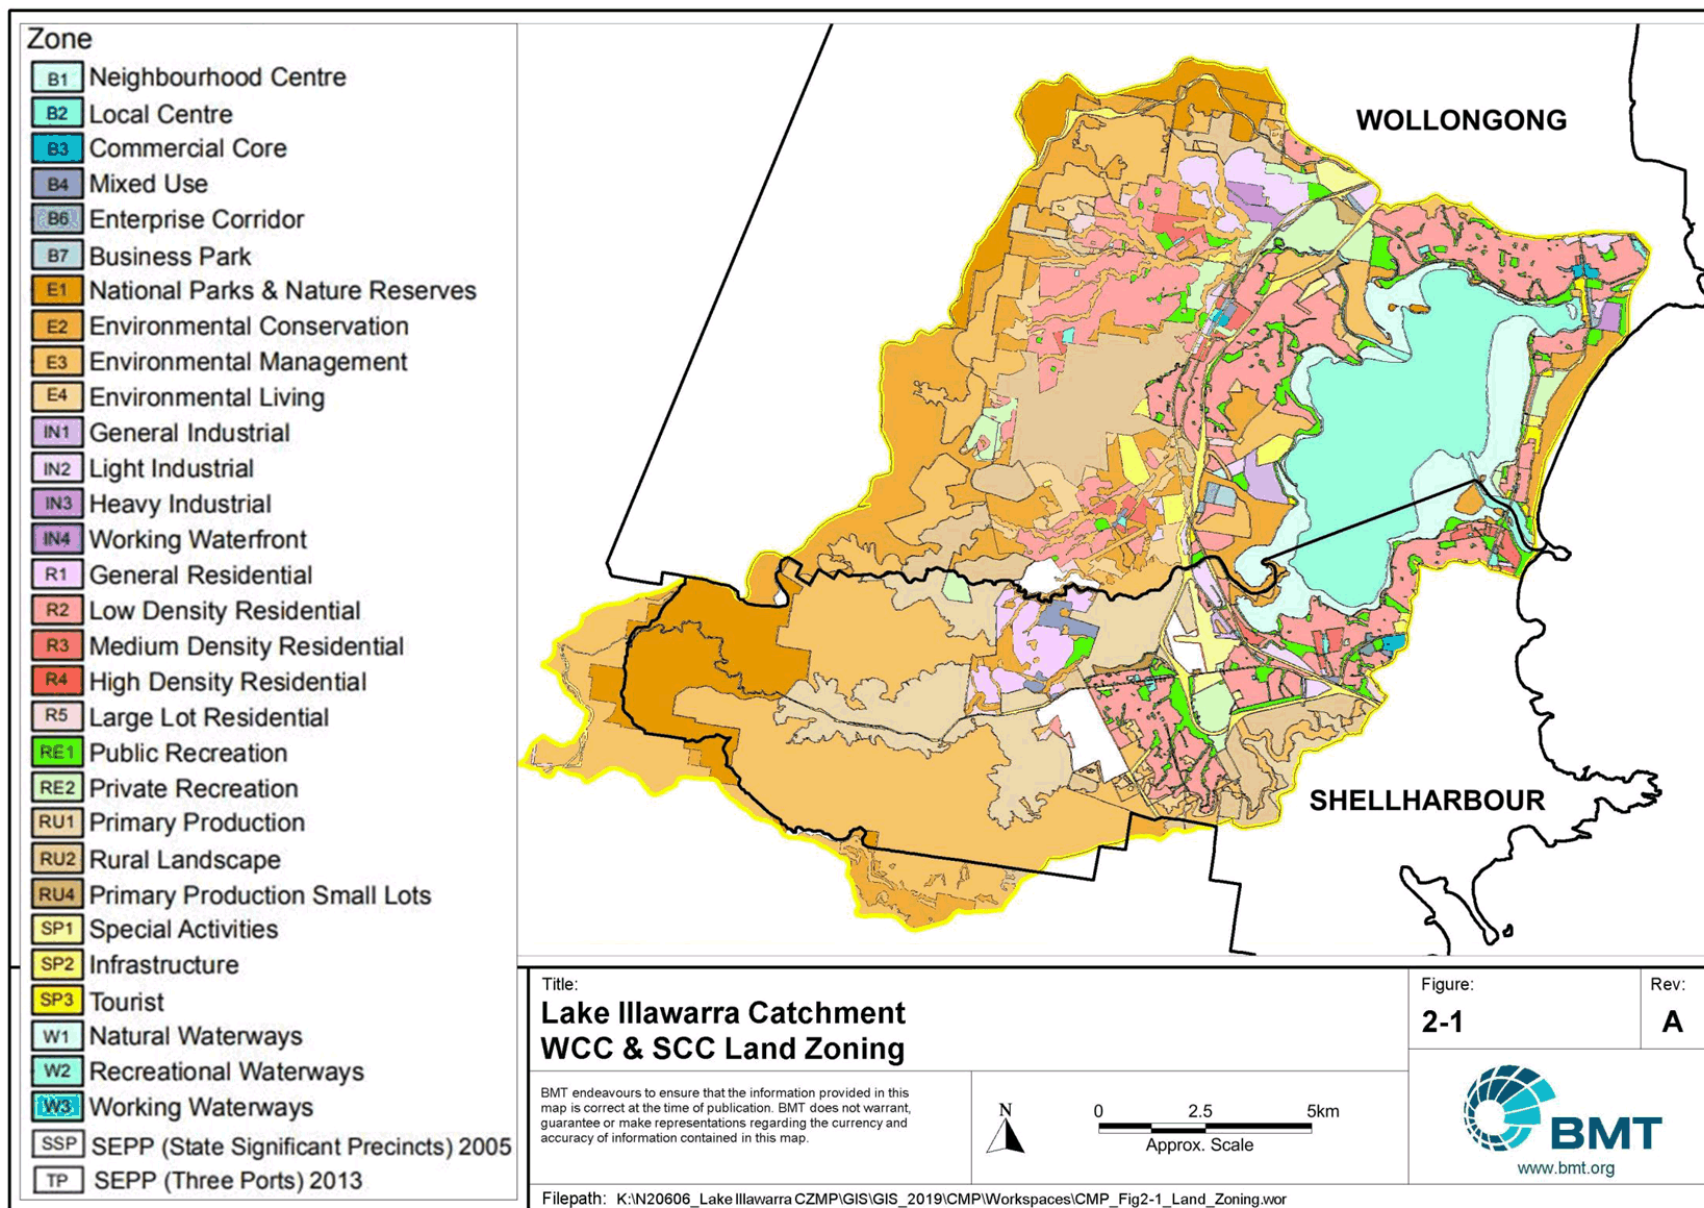 Zone
B1 Neighbourhood Centre
B2 Local Centre
B3 Commercial Core
B4 Mixed Use
B6 Enterprise Corridor
B7 Business Park
E1 National Parks & Nature Reserves
E2 Environmental Conservation
E3 Environmental Management
E4 Environmental Living
IN1 General Industrial
IN2 Light Industrial
IN3 Heavy Industrial
IN4 Working Waterfront
R1 General Residential
R2 Low Density Residential
R3 Medium Density Residential
R4 High Density Residential
R5 Large Lot Residential
RE1 Public Recreation
RE2 Private Recreation
RU1 Primary Production
RU2 Rural Landscape
RU4 Primary Production Small Lots
SP1 Special Activities
SP2 Infrastructure
SP3 Tourist
W1 Natural Waterways
W2 Recreational Waterways
W3 Working Waterways
SSP SEPP (State Significant Precincts) 2005
TP SEPP (Three Ports) 2013
WOLLONGONG
SHELLHARBOUR
Title:
Lake Illawarra Catchment
WCC & SCC Land Zoning
Figure:
2-1
Rev:
A
BMT endeavours to ensure that the information provided in this
map is correct at the time of publication. BMT does not warrant,
guarantee or make representations regarding the currency and
accuracy of information contained in this map.
N
0 2.5 5km
Approx. Scale
BMT
www.bmt.org
Filepath: K:\N20606_Lake Illawarra CZMP\GIS\GIS_2019\CMP\Workspaces\CMP_Fig2-1_Land_Zoning.wor